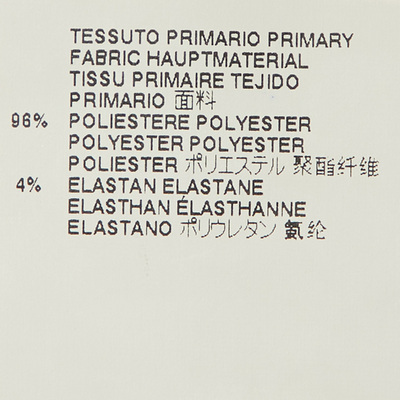 TESSUTO PRIMARIO PRIMARY
FABRIC HAUPTMATERIAL
TISSU PRIMAIRE TEJIDO
PRIMARIO 面料
96% POLIESTERE POLYESTER
POLYESTER POLYESTER
POLIESTER ポリエステル 聚酯纤维
4% ELASTAN ELASTANE
ELASTHAN ÉLASTHANNE
ELASTANO ポリウレタン 氨纶